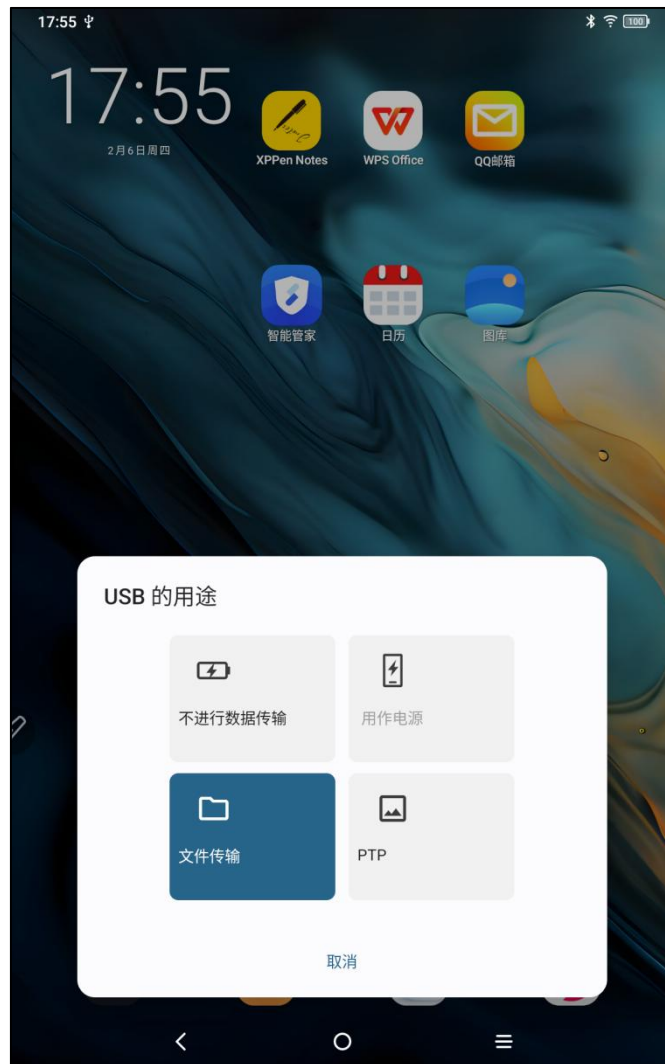 17:55
100
17:55
2月6日周四
XPPen Notes
WPS Office
QQ邮箱
智能管家
日历
图库
USB 的用途
不进行数据传输
用作电源
文件传输
PTP
取消